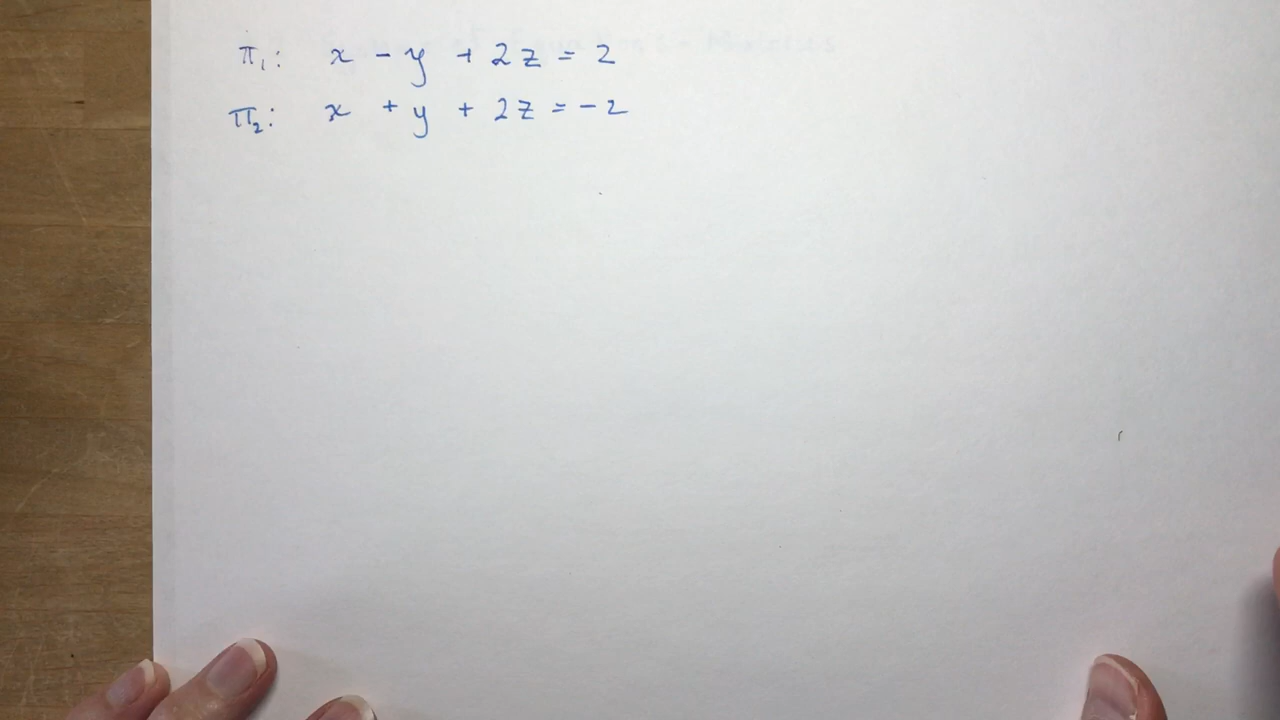 π₁: x - y + 2z = 2
π₂: x + y + 2z = -2